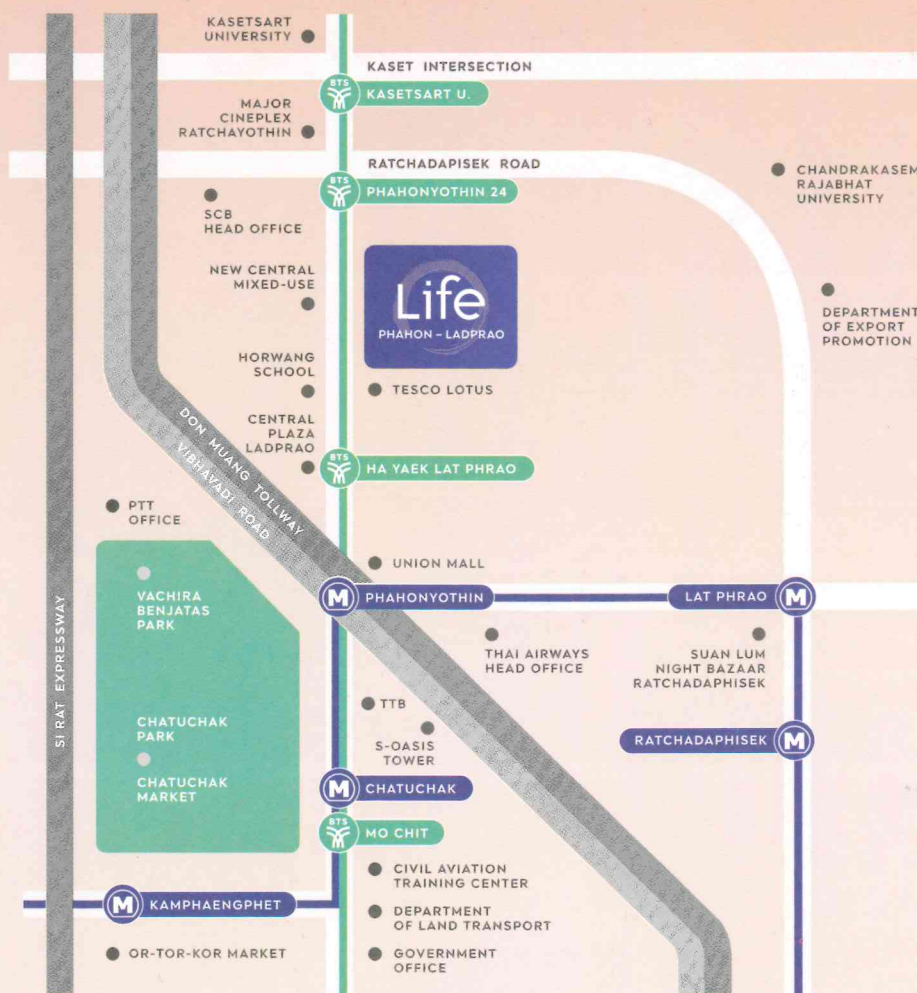 KASETSART
UNIVERSITY
KASET INTERSECTION
BTS
KASETSART U.
MAJOR
CINEPLEX
RATCHAYOTHIN
RATCHADAPISEK ROAD
BTS
PHAHONYOTHIN 24
CHANDRAKASEM
RAJABHAT
UNIVERSITY
SCB
HEAD OFFICE
NEW CENTRAL
MIXED-USE
Life
PHAHON – LADPRAO
DEPARTMENT
OF EXPORT
PROMOTION
HORWANG
SCHOOL
TESCO LOTUS
CENTRAL
PLAZA
LADPRAO
BTS
HA YAEK LAT PHRAO
DON MUANG TOLLWAY
VIBHAVADI ROAD
PTT
OFFICE
UNION MALL
VACHIRA
BENJATAS
PARK
M
PHAHONYOTHIN
LAT PHRAO
M
SI RAT EXPRESSWAY
THAI AIRWAYS
HEAD OFFICE
SUAN LUM
NIGHT BAZAAR
RATCHADAPHISEK
TTB
CHATUCHAK
PARK
S-OASIS
TOWER
RATCHADAPHISEK
M
CHATUCHAK
MARKET
M
CHATUCHAK
BTS
MO CHIT
CIVIL AVIATION
TRAINING CENTER
M
KAMPHAENGPHET
DEPARTMENT
OF LAND TRANSPORT
OR-TOR-KOR MARKET
GOVERNMENT
OFFICE